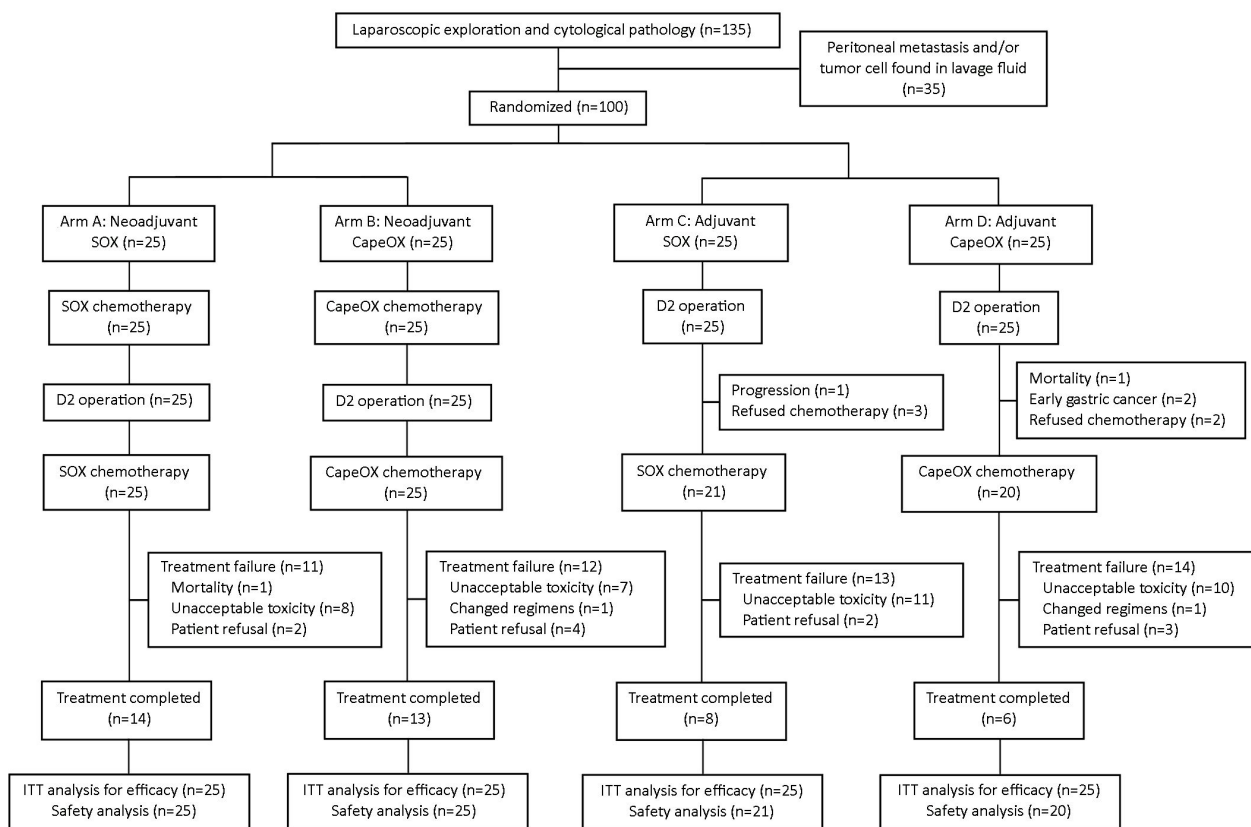 Laparoscopic exploration and cytological pathology (n=135)
Peritoneal metastasis and/or
tumor cell found in lavage fluid
(n=35)
Randomized (n=100)
Arm A: Neoadjuvant
SOX (n=25)
Arm B: Neoadjuvant
CapeOX (n=25)
Arm C: Adjuvant
SOX (n=25)
Arm D: Adjuvant
CapeOX (n=25)
SOX chemotherapy
(n=25)
CapeOX chemotherapy
(n=25)
D2 operation
(n=25)
D2 operation
(n=25)
D2 operation (n=25)
D2 operation (n=25)
Progression (n=1)
Refused chemotherapy (n=3)
Mortality (n=1)
Early gastric cancer (n=2)
Refused chemotherapy (n=2)
SOX chemotherapy
(n=25)
CapeOX chemotherapy
(n=25)
SOX chemotherapy
(n=21)
CapeOX chemotherapy
(n=20)
Treatment failure (n=11)
Mortality (n=1)
Unacceptable toxicity (n=8)
Patient refusal (n=2)
Treatment failure (n=12)
Unacceptable toxicity (n=7)
Changed regimens (n=1)
Patient refusal (n=4)
Treatment failure (n=13)
Unacceptable toxicity (n=11)
Patient refusal (n=2)
Treatment failure (n=14)
Unacceptable toxicity (n=10)
Changed regimens (n=1)
Patient refusal (n=3)
Treatment completed
(n=14)
Treatment completed
(n=13)
Treatment completed
(n=8)
Treatment completed
(n=6)
ITT analysis for efficacy (n=25)
Safety analysis (n=25)
ITT analysis for efficacy (n=25)
Safety analysis (n=25)
ITT analysis for efficacy (n=25)
Safety analysis (n=21)
ITT analysis for efficacy (n=25)
Safety analysis (n=20)